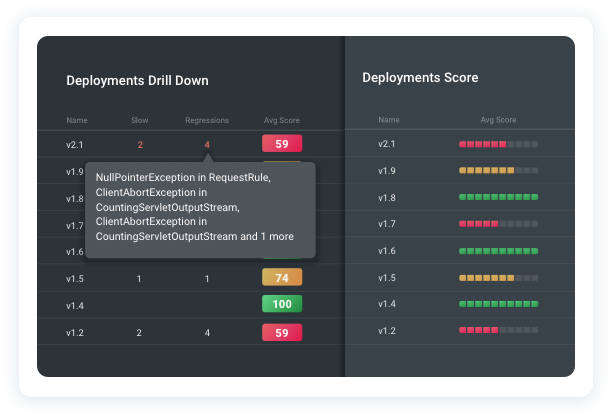 Deployments Drill Down
Name Slow Regressions Avg Score
v2.1 2 4 59
v1.9
v1.8
v1.7
v1.6
NullPointerException in RequestRule,
ClientAbortException in
CountingServletOutputStream,
ClientAbortException in
CountingServletOutputStream and 1 more
v1.5 1 1 74
v1.4 100
v1.2 2 4 59
Deployments Score
Name Avg Score
v2.1
v1.9
v1.8
v1.7
v1.6
v1.5
v1.4
v1.2